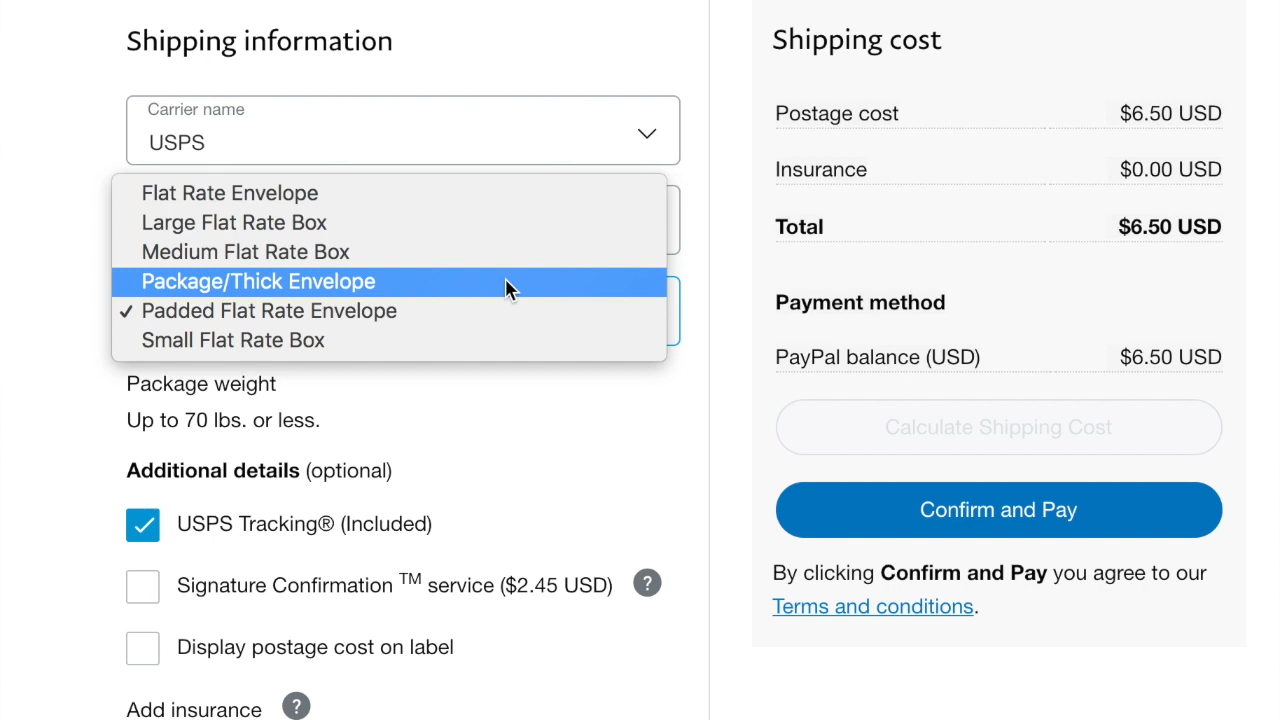 Shipping information
Carrier name
USPS
Flat Rate Envelope
Large Flat Rate Box
Medium Flat Rate Box
Package/Thick Envelope
✓ Padded Flat Rate Envelope
Small Flat Rate Box
Package weight
Up to 70 lbs. or less.
Additional details (optional)
USPS Tracking® (Included)
Signature Confirmation ™ service ($2.45 USD) ?
Display postage cost on label
Add insurance ?
Shipping cost
Postage cost $6.50 USD
Insurance $0.00 USD
Total $6.50 USD
Payment method
PayPal balance (USD) $6.50 USD
Calculate Shipping Cost
Confirm and Pay
By clicking Confirm and Pay you agree to our
Terms and conditions.